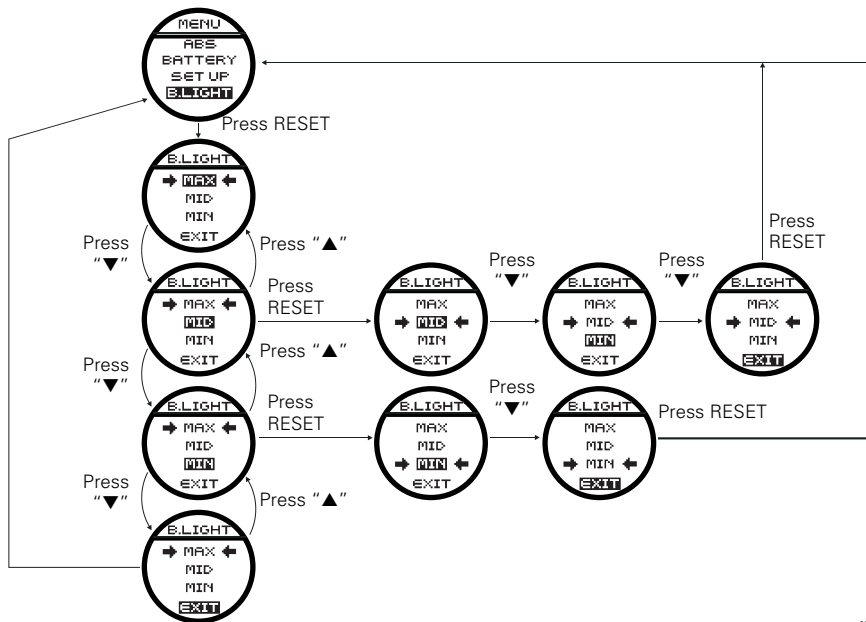 MENU
ABS
BATTERY
SET UP
B.LIGHT
Press RESET
B.LIGHT
MAX
MID
MIN
EXIT
Press
“▼”
Press “▲”
B.LIGHT
MAX
MID
MIN
EXIT
Press
RESET
B.LIGHT
MAX
MID
MIN
EXIT
Press
“▼”
B.LIGHT
MAX
MID
MIN
EXIT
Press
“▼”
B.LIGHT
MAX
MID
MIN
EXIT
Press
RESET
Press
“▼”
Press “▲”
B.LIGHT
MAX
MID
MIN
EXIT
Press
RESET
B.LIGHT
MAX
MID
MIN
EXIT
Press
“▼”
B.LIGHT
MAX
MID
MIN
EXIT
Press RESET
Press
“▼”
Press “▲”
B.LIGHT
MAX
MID
MIN
EXIT